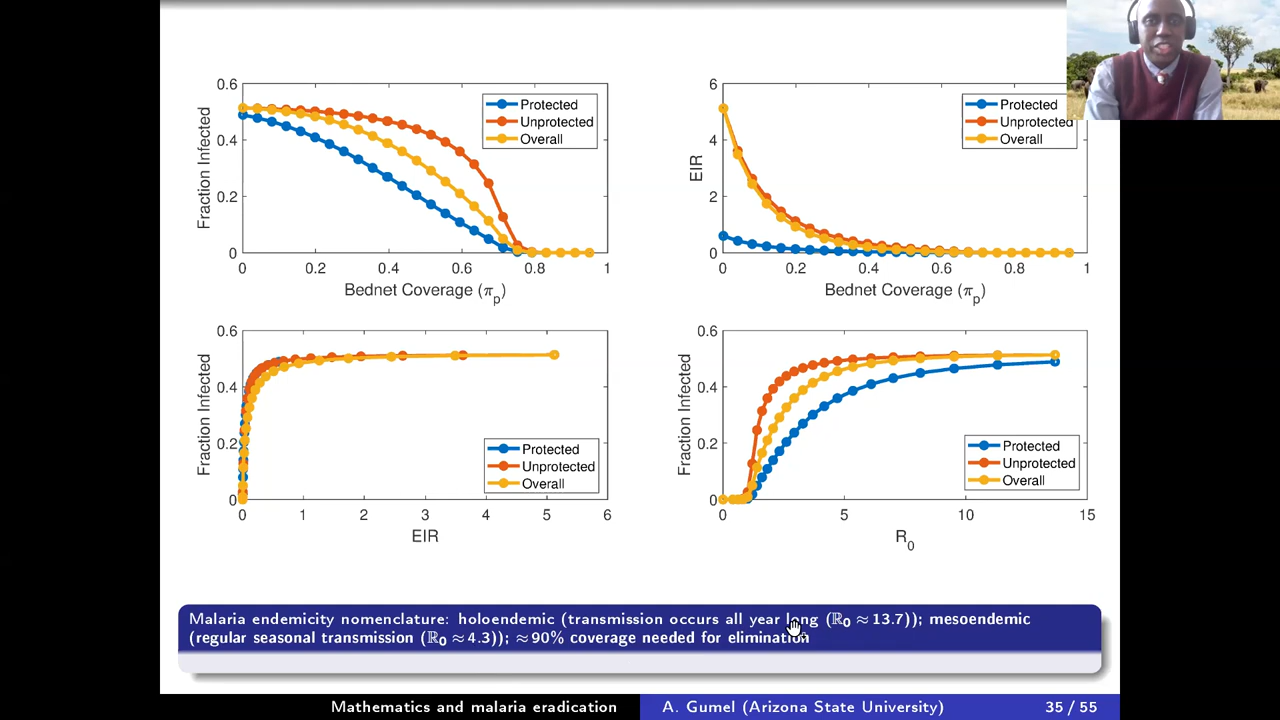 0.6
0.4
0.2
0
Fraction Infected
Protected
Unprotected
Overall
0 0.2 0.4 0.6 0.8 1
Bednet Coverage (πp)
6
4
2
0
EIR
Protected
Unprotected
Overall
0 0.2 0.4 0.6 0.8 1
Bednet Coverage (πp)
0.6
0.4
0.2
0
Fraction Infected
Protected
Unprotected
Overall
0 1 2 3 4 5 6
EIR
0.6
0.4
0.2
0
Fraction Infected
Protected
Unprotected
Overall
0 5 10 15
R0
Malaria endemicity nomenclature: holoendemic (transmission occurs all year long (ℝ0 ≈ 13.7)); mesoendemic
(regular seasonal transmission (ℝ0 ≈ 4.3)); ≈ 90% coverage needed for elimination
Mathematics and malaria eradication
A. Gumel (Arizona State University)
35 / 55